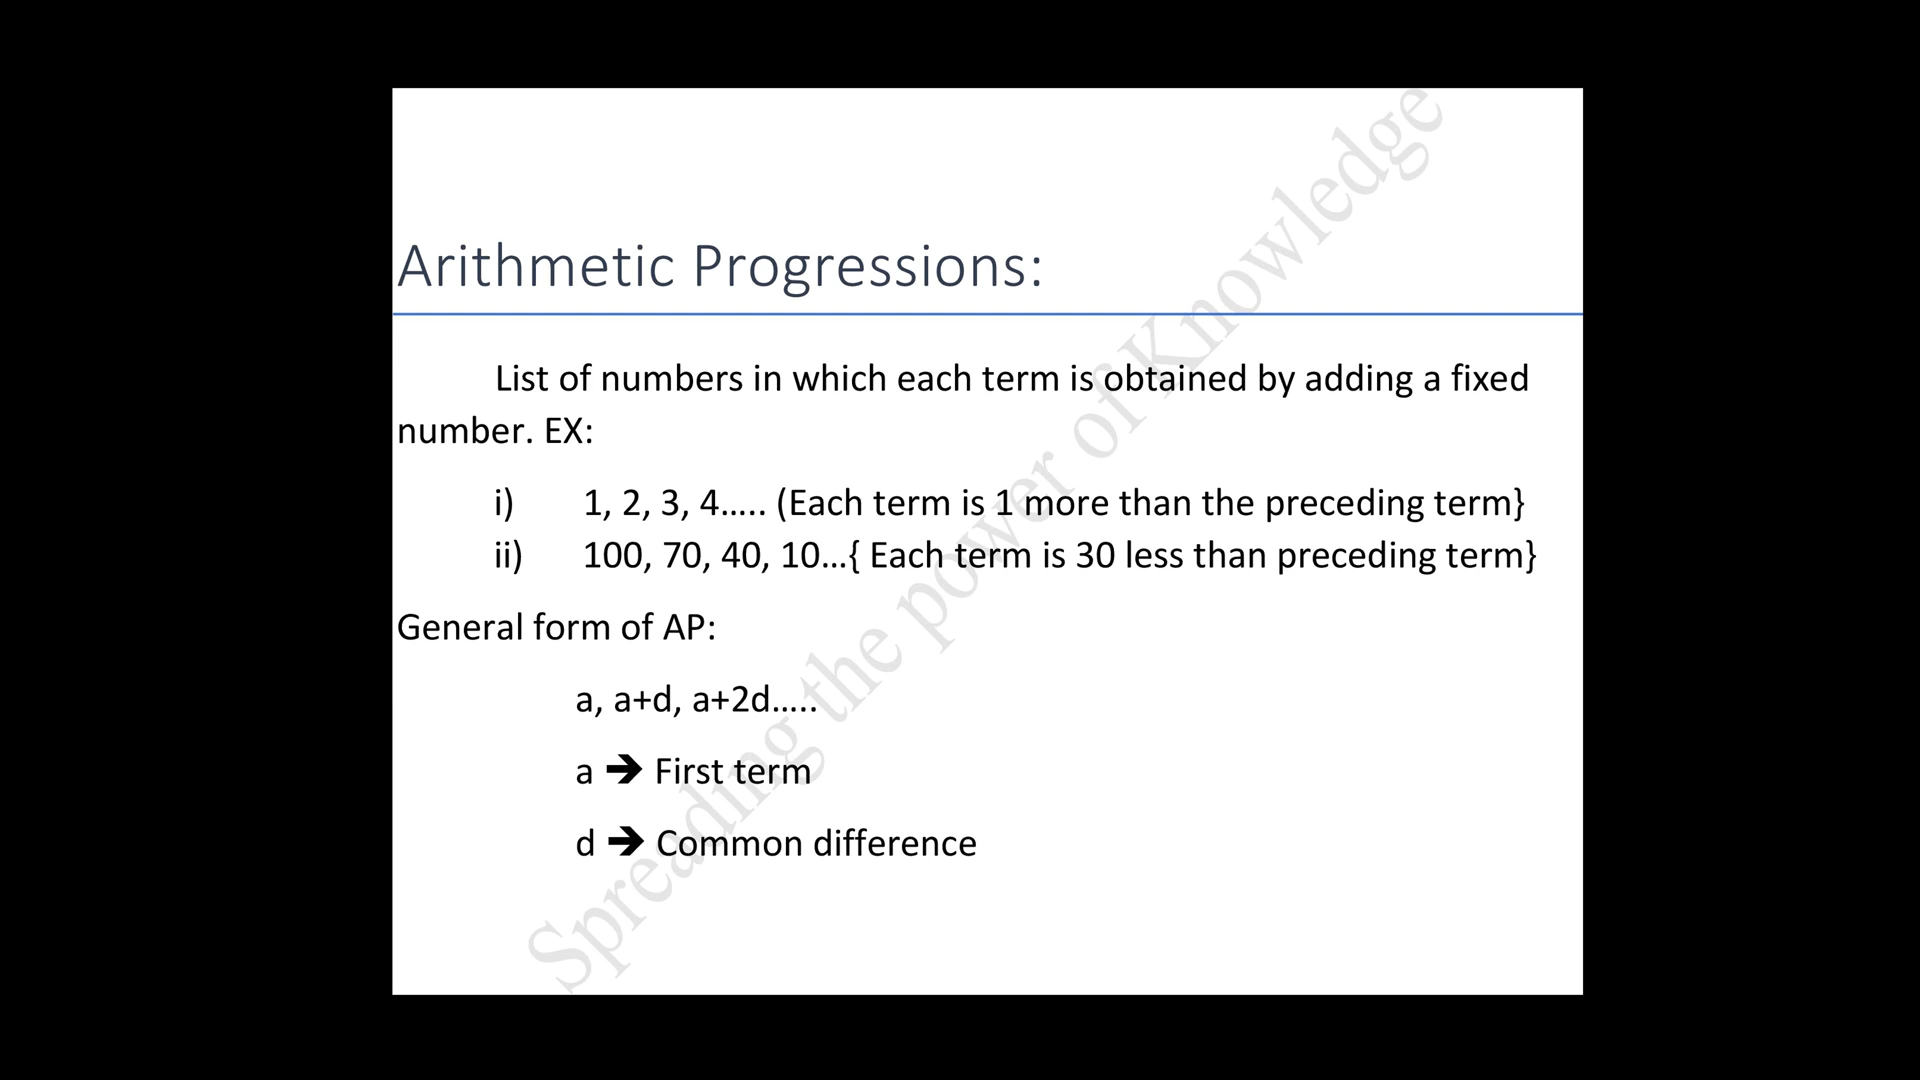 Arithmetic Progressions:
List of numbers in which each term is obtained by adding a fixed
number. EX:
i) 1, 2, 3, 4..... (Each term is 1 more than the preceding term}
ii) 100, 70, 40, 10...{ Each term is 30 less than preceding term}
General form of AP:
a, a+d, a+2d.....
a ➔ First term
d ➔ Common difference
Spreading the power of Knowledge